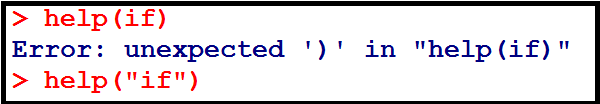 > help(if)
Error: unexpected ')' in "help(if)"
> help("if")